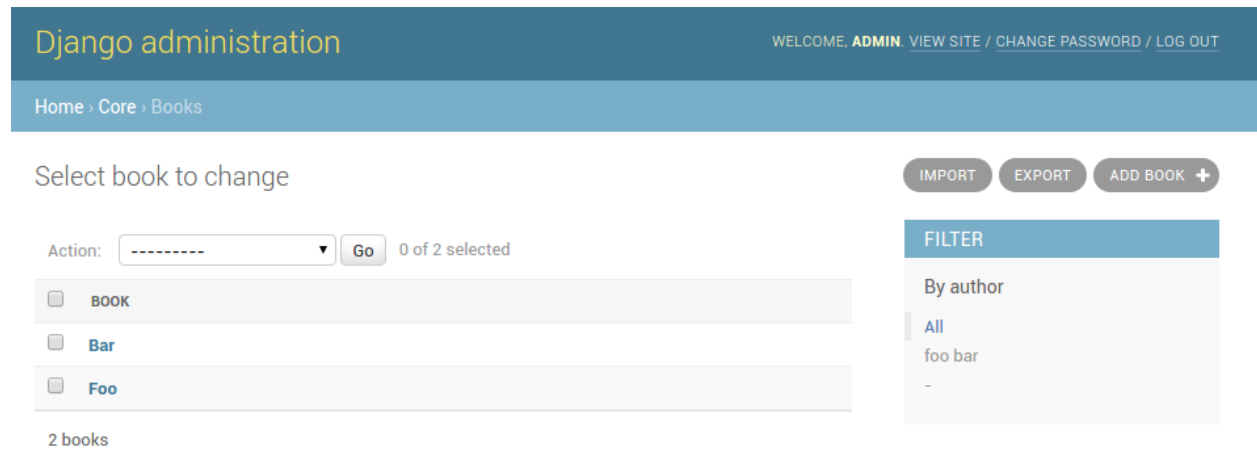 Django administration
WELCOME, ADMIN. VIEW SITE / CHANGE PASSWORD / LOG OUT
Home › Core › Books
Select book to change
IMPORT
EXPORT
ADD BOOK +
Action: --------- Go 0 of 2 selected
BOOK
Bar
Foo
2 books
FILTER
By author
All
foo bar
-